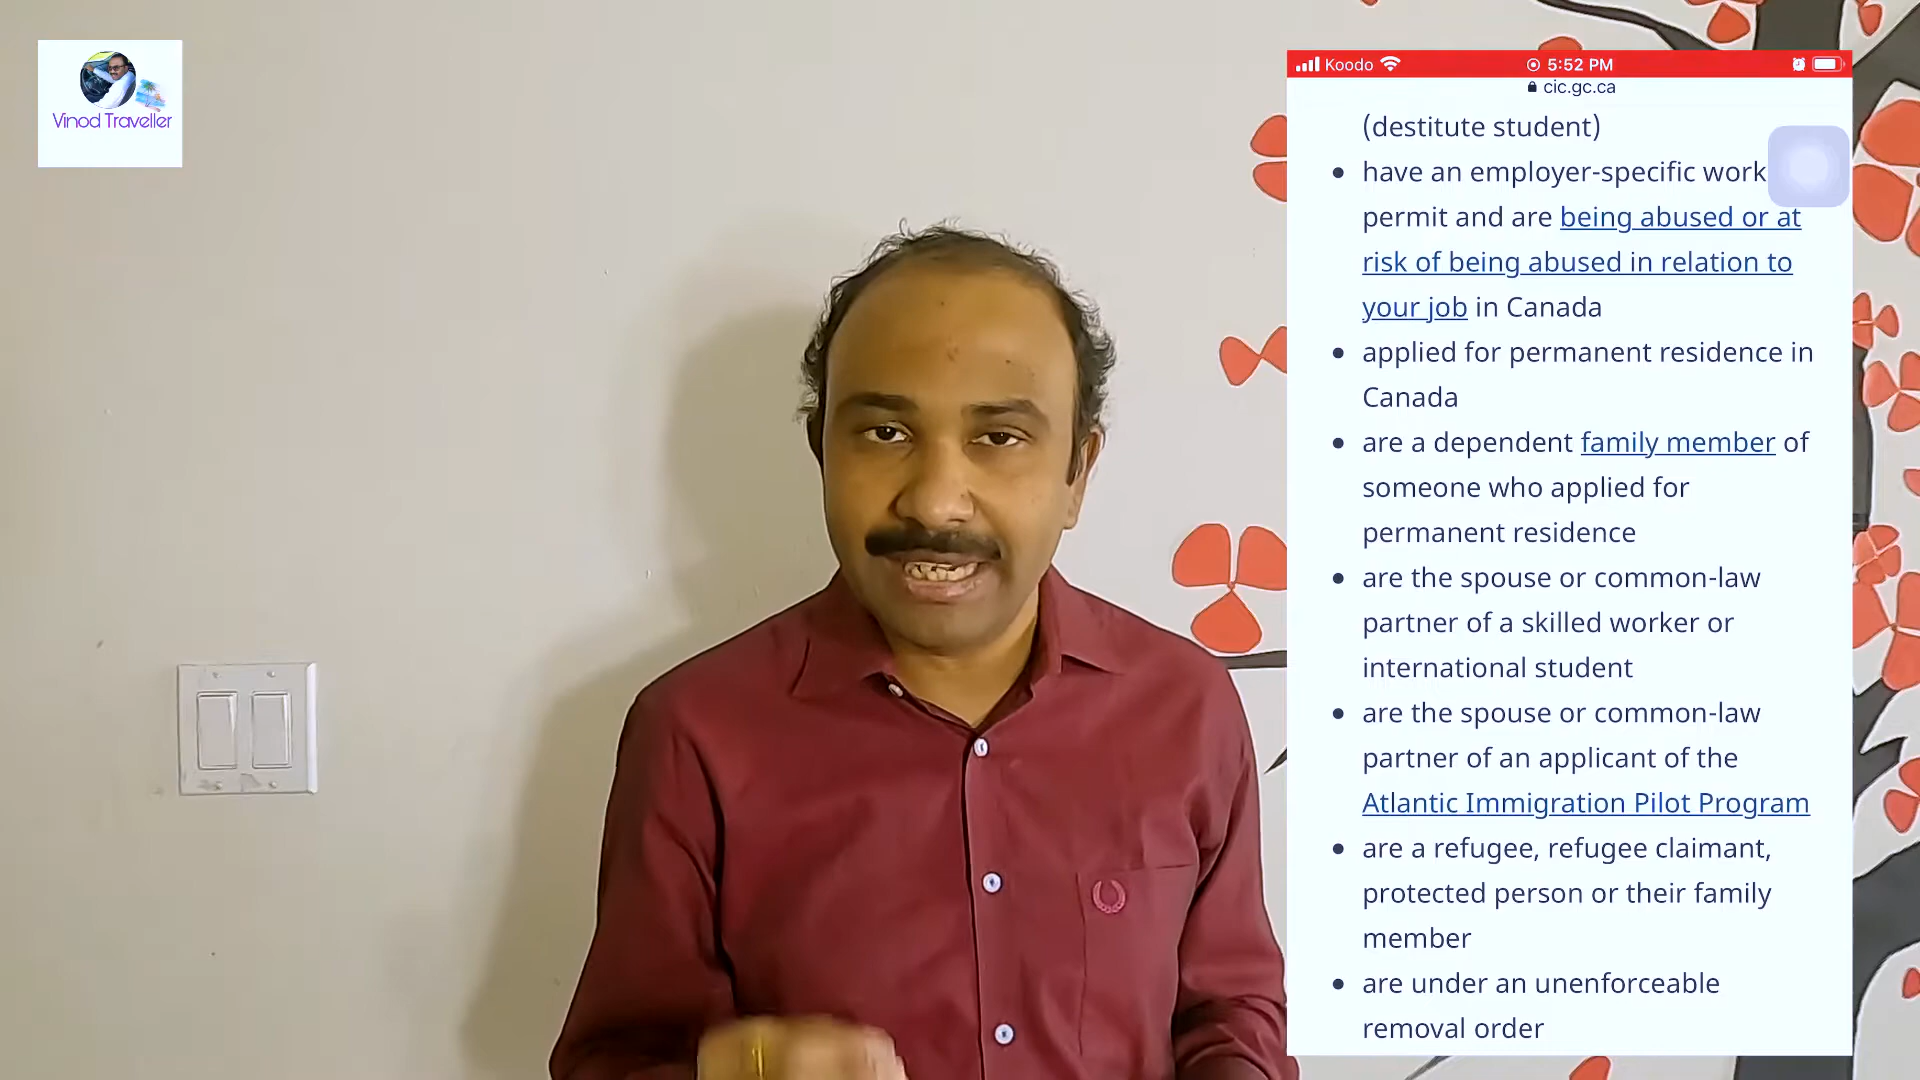 Vinod Traveller
Koodo 5:52 PM
cic.gc.ca
(destitute student)
• have an employer-specific work
permit and are being abused or at
risk of being abused in relation to
your job in Canada
• applied for permanent residence in
Canada
• are a dependent family member of
someone who applied for
permanent residence
• are the spouse or common-law
partner of a skilled worker or
international student
• are the spouse or common-law
partner of an applicant of the
Atlantic Immigration Pilot Program
• are a refugee, refugee claimant,
protected person or their family
member
• are under an unenforceable
removal order